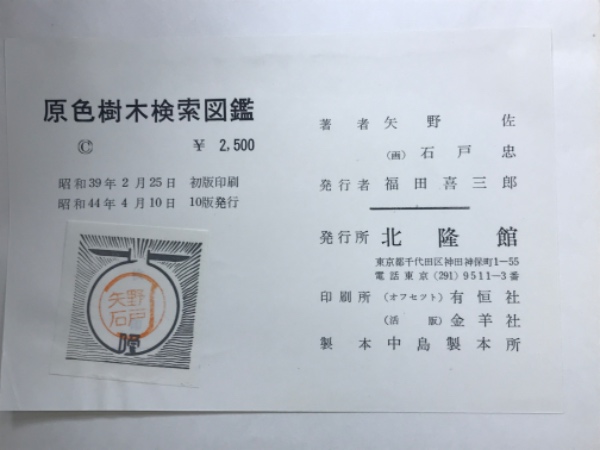 原色樹木検索図鑑
© ¥ 2,500
昭和39年2月25日 初版印刷
昭和44年4月10日 10版発行
矢野
石戸
著者 矢野 佐
(画) 石戸 忠
発行者 福田喜三郎
発行所 北隆館
東京都千代田区神田神保町1—55
電話東京(291)9511—3番
印刷所 (オフセット) 有恒社
(活版) 金羊社
製本 中島製本所